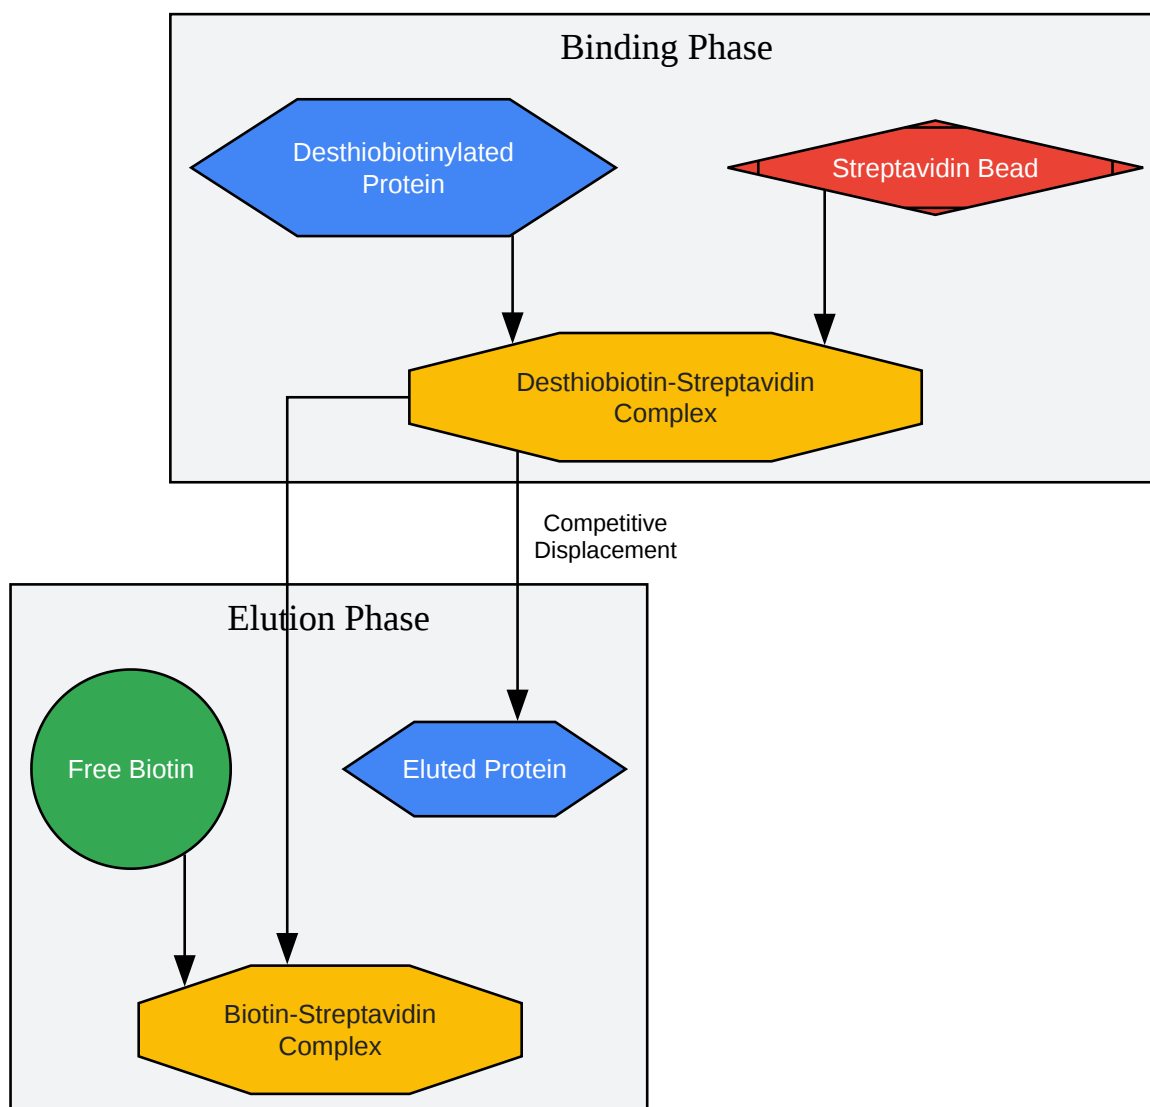 Binding Phase
Desthiobiotinylated
Protein
Streptavidin Bead
Desthiobiotin-Streptavidin
Complex
Competitive
Displacement
Elution Phase
Free Biotin
Eluted Protein
Biotin-Streptavidin
Complex